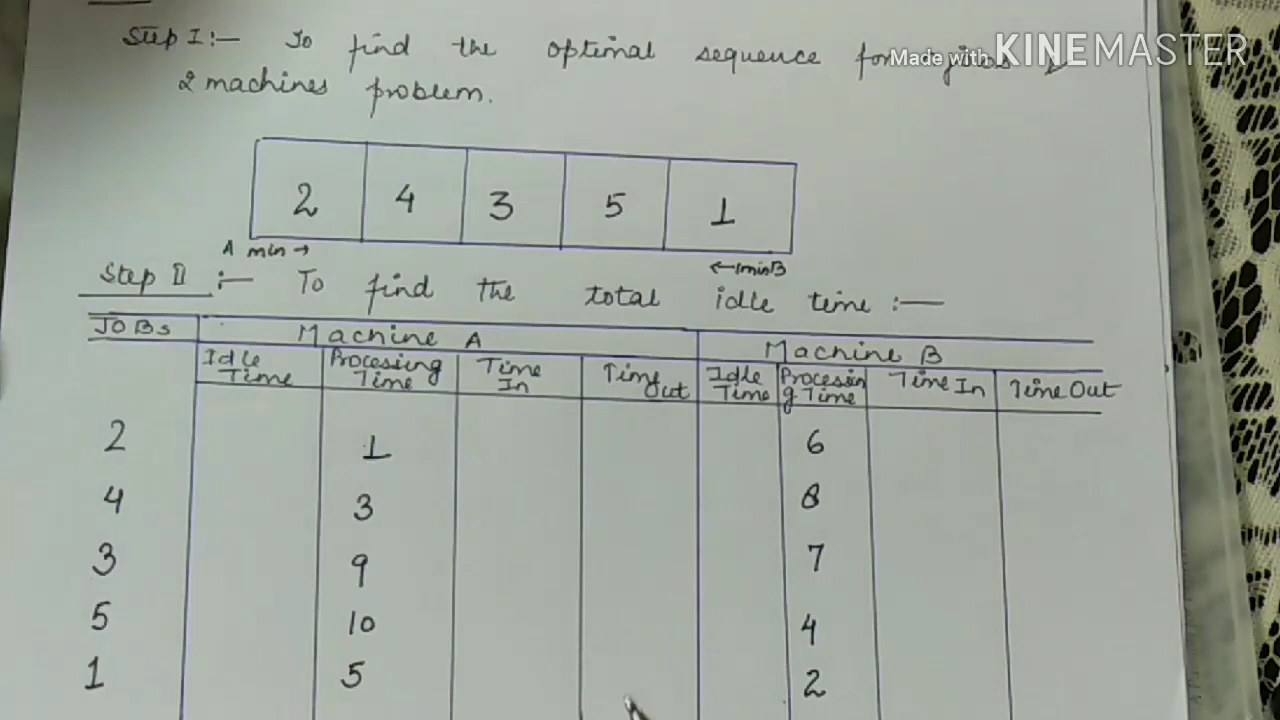 Step I:- To find the optimal sequence for
Made with KINEMASTER
2 machines problem.
2 4 3 5 1
A min →
← min B
Step II :- To find the total idle time :-
JOBs Machine A Machine B
Idle Time Processing Time Time In Time Out Idle Time Procesing Time Time In Time Out
2 1 6
4 3 8
3 9 7
5 10 4
1 5 2